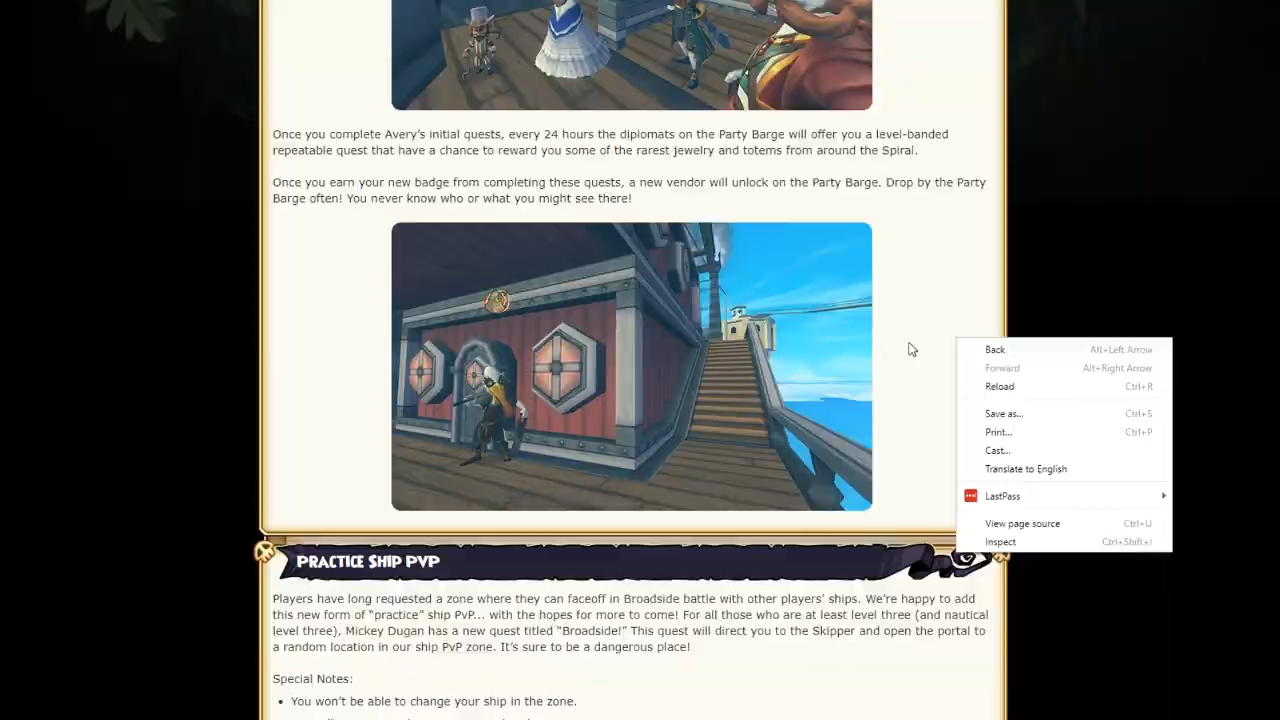 Once you complete Avery's initial quests, every 24 hours the diplomats on the Party Barge will offer you a level-banded
repeatable quest that have a chance to reward you some of the rarest jewelry and totems from around the Spiral.
Once you earn your new badge from completing these quests, a new vendor will unlock on the Party Barge. Drop by the Party
Barge often! You never know who or what you might see there!
Back Alt+Left Arrow
Forward Alt+Right Arrow
Reload Ctrl+R
Save as... Ctrl+S
Print... Ctrl+P
Cast...
Translate to English
LastPass
View page source Ctrl+U
Inspect Ctrl+Shift+I
PRACTICE SHIP PVP
Players have long requested a zone where they can faceoff in Broadside battle with other players' ships. We're happy to add
this new form of "practice" ship PvP... with the hopes for more to come! For all those who are at least level three (and nautical
level three), Mickey Dugan has a new quest titled "Broadside!" This quest will direct you to the Skipper and open the portal to
a random location in our ship PvP zone. It's sure to be a dangerous place!
Special Notes:
• You won't be able to change your ship in the zone.